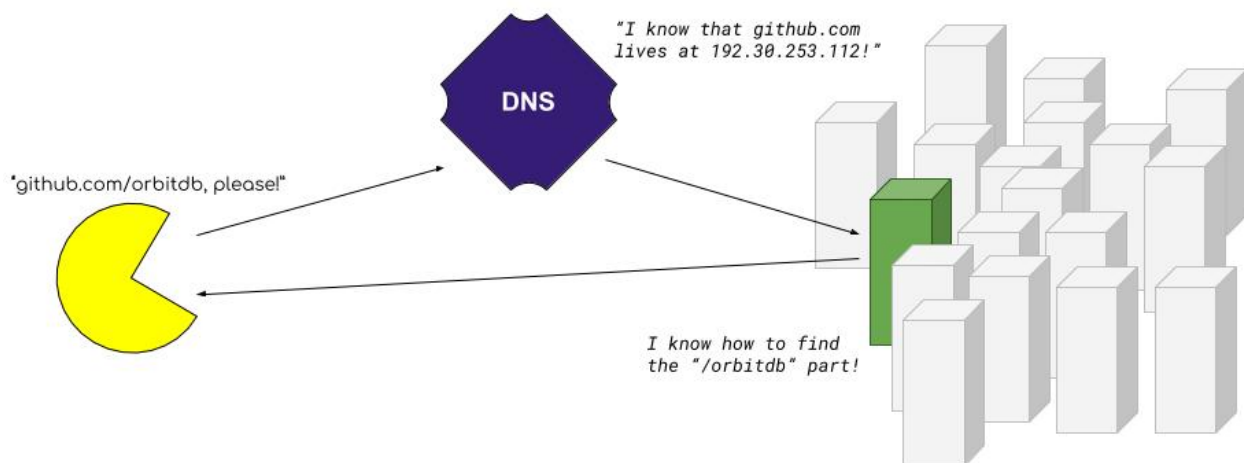 "I know that github.com
lives at 192.30.253.112!"
DNS
"github.com/orbitdb, please!"
I know how to find
the "/orbitdb" part!